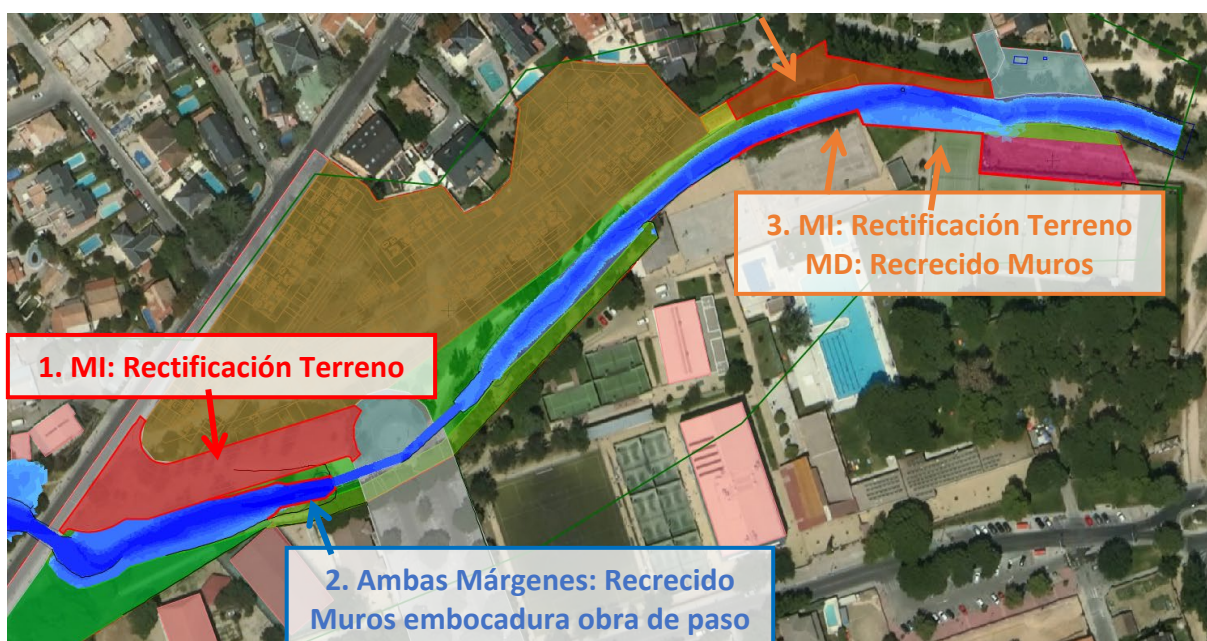 3. MI: Rectificación Terreno
MD: Recrecido Muros
1. MI: Rectificación Terreno
2. Ambas Márgenes: Recrecido
Muros embocadura obra de paso